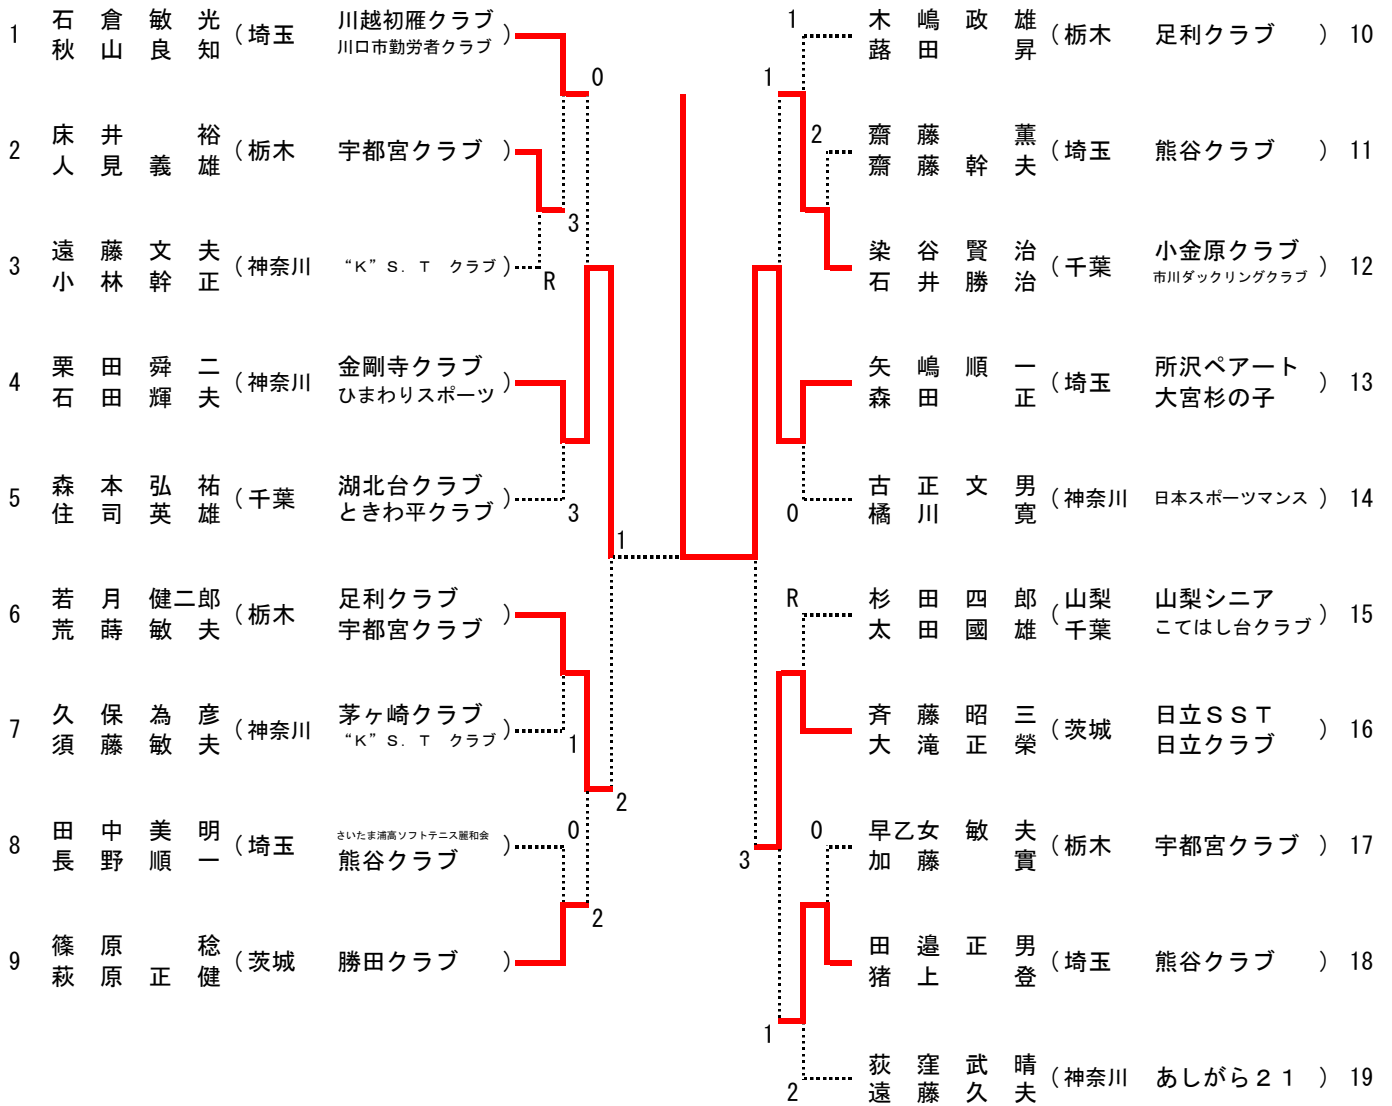 1 石倉敏光 (埼玉 川越初雁クラブ )
秋山良知 川口市勤労者クラブ
0
2 床井裕 (栃木 宇都宮クラブ )
人見義雄
3
3 遠藤文夫 (神奈川 “K”S．T クラブ )
小林幹正
R
4 栗田舜二 (神奈川 金剛寺クラブ )
石田輝夫 ひまわりスポーツ
5 森本弘祐 (千葉 湖北台クラブ )
住司英雄 ときわ平クラブ
3
1
6 若月健二郎 (栃木 足利クラブ )
荒蒔敏夫 宇都宮クラブ
7 久保為彦 (神奈川 茅ヶ崎クラブ )
須藤敏夫 “K”S．T クラブ
1
2
8 田中美明 (埼玉 さいたま浦高ソフトテニス麗和会 )
長野順一 熊谷クラブ
0
2
9 篠原稔 (茨城 勝田クラブ )
萩原正健
1
木嶋政雄 (栃木 足利クラブ ) 10
蕗田昇
1
2
齋藤薫 (埼玉 熊谷クラブ ) 11
齋藤幹夫
染谷賢治 (千葉 小金原クラブ ) 12
石井勝治 市川ダックリングクラブ
矢嶋順一 (埼玉 所沢ペアート ) 13
森田正 大宮杉の子
古正文男 (神奈川 日本スポーツマンス ) 14
橘川寛
0
R
杉田四郎 (山梨 山梨シニア ) 15
太田國雄 千葉 こてはし台クラブ
斉藤昭三 (茨城 日立ＳＳＴ ) 16
大滝正榮 日立クラブ
3
0
早乙女敏夫 (栃木 宇都宮クラブ ) 17
加藤實
田邉正男 (埼玉 熊谷クラブ ) 18
猪上登
1
荻窪武晴 (神奈川 あしがら２１ ) 19
遠藤久夫
2